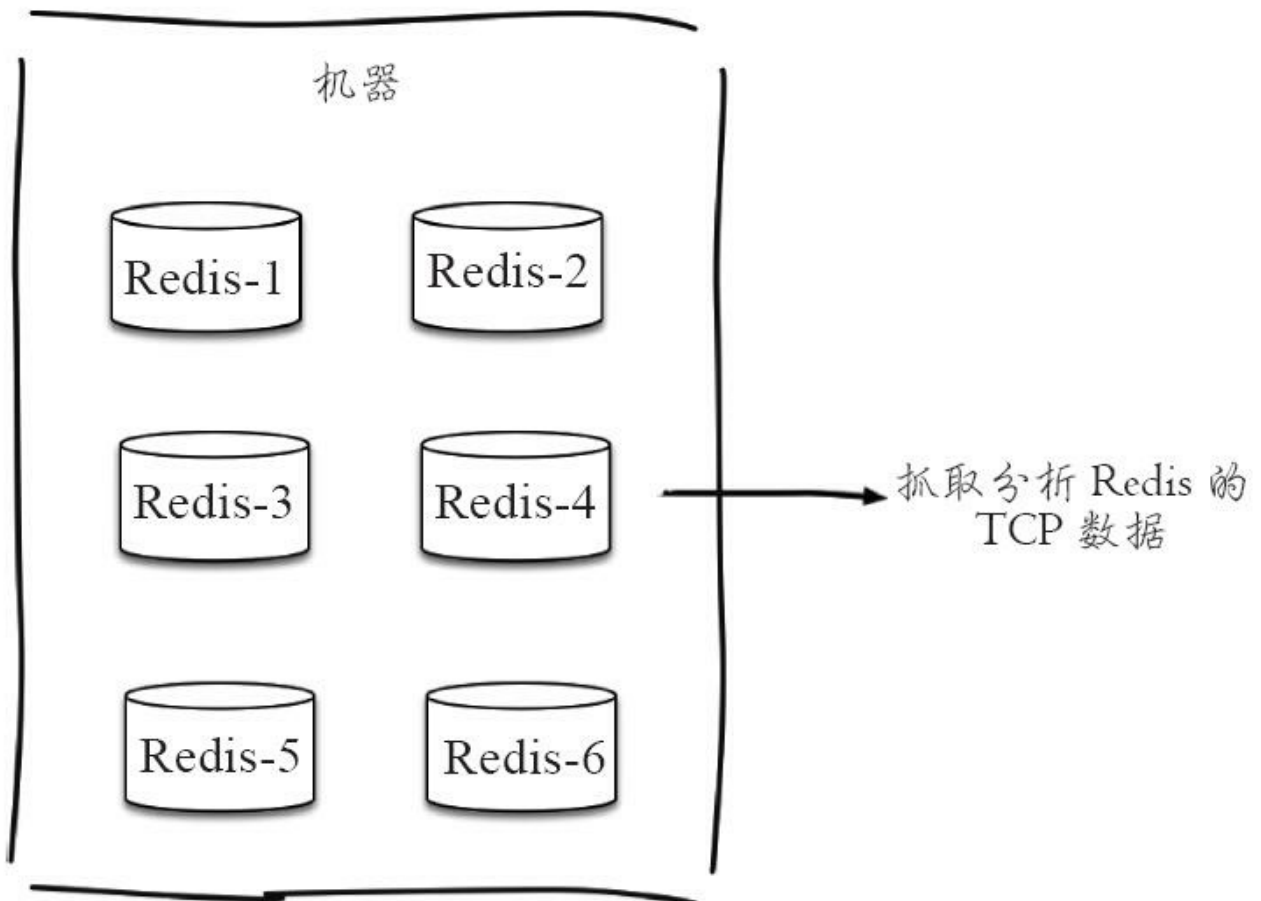 机器
Redis-1
Redis-2
Redis-3
Redis-4
抓取分析 Redis 的
TCP 数据
Redis-5
Redis-6